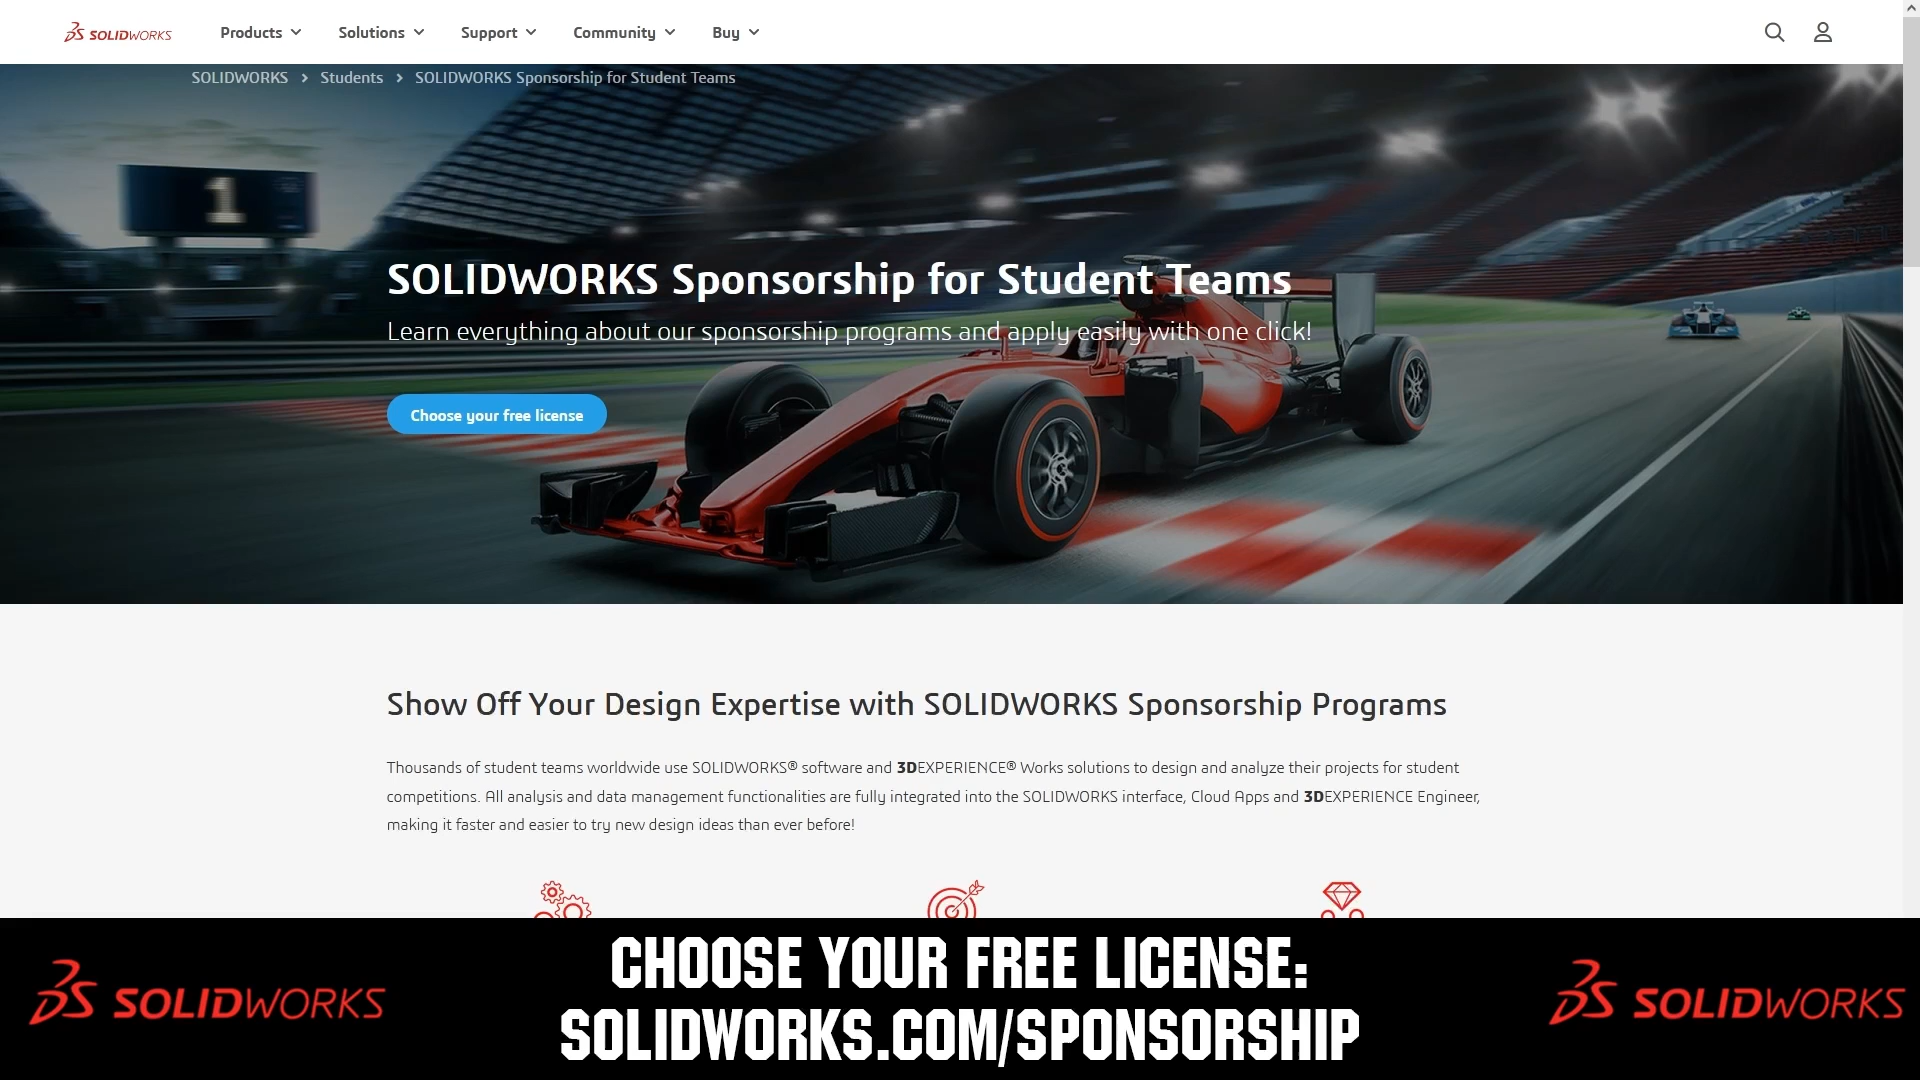 SOLIDWORKS Products Solutions Support Community Buy
SOLIDWORKS > Students > SOLIDWORKS Sponsorship for Student Teams
1
SOLIDWORKS Sponsorship for Student Teams
Learn everything about our sponsorship programs and apply easily with one click!
Choose your free license
Show Off Your Design Expertise with SOLIDWORKS Sponsorship Programs
Thousands of student teams worldwide use SOLIDWORKS® software and 3DEXPERIENCE® Works solutions to design and analyze their projects for student
competitions. All analysis and data management functionalities are fully integrated into the SOLIDWORKS interface, Cloud Apps and 3DEXPERIENCE Engineer,
making it faster and easier to try new design ideas than ever before!
SOLIDWORKS
CHOOSE YOUR FREE LICENSE:
SOLIDWORKS.COM/SPONSORSHIP
SOLIDWORKS